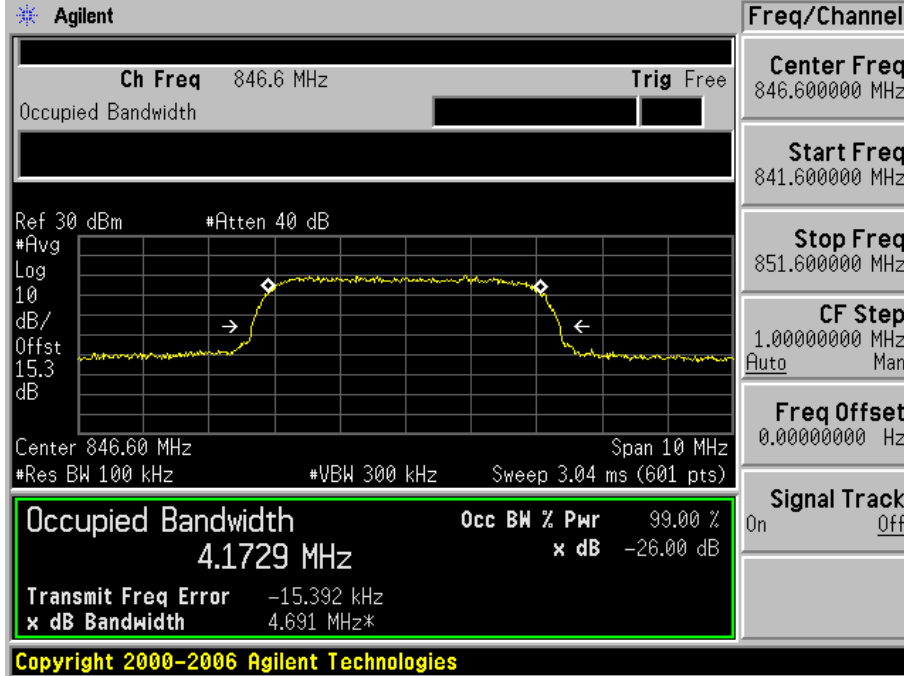 Agilent
Ch Freq 846.6 MHz Trig Free
Occupied Bandwidth
Ref 30 dBm #Atten 40 dB
#Avg
Log
10
dB/
Offst
15.3
dB
Center 846.60 MHz Span 10 MHz
#Res BW 100 kHz #VBW 300 kHz Sweep 3.04 ms (601 pts)
Occupied Bandwidth Occ BW % Pwr 99.00 %
4.1729 MHz x dB -26.00 dB
Transmit Freq Error -15.392 kHz
x dB Bandwidth 4.691 MHz*
Copyright 2000-2006 Agilent Technologies
Freq/Channel
Center Freq
846.600000 MHz
Start Freq
841.600000 MHz
Stop Freq
851.600000 MHz
CF Step
1.00000000 MHz
Auto Man
Freq Offset
0.00000000 Hz
Signal Track
On Off